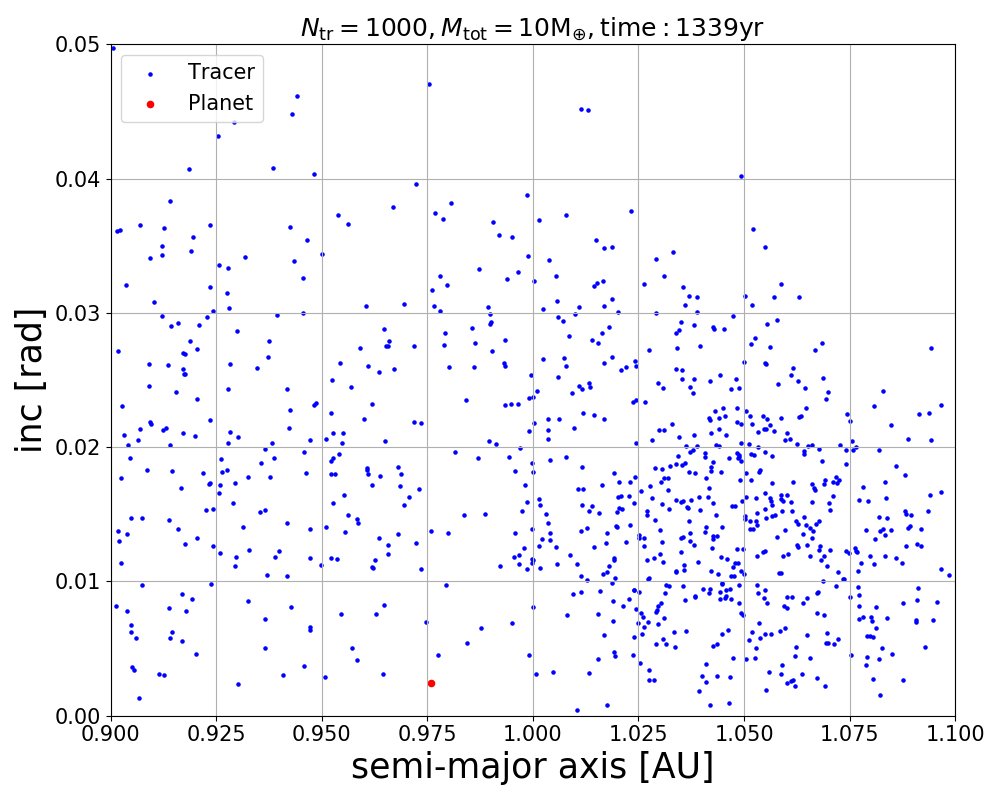 N_tr = 1000, M_tot = 10M_⊕, time : 1339yr
Tracer
Planet
0.05
0.04
0.03
0.02
0.01
0.00
inc [rad]
0.900 0.925 0.950 0.975 1.000 1.025 1.050 1.075 1.100
semi-major axis [AU]